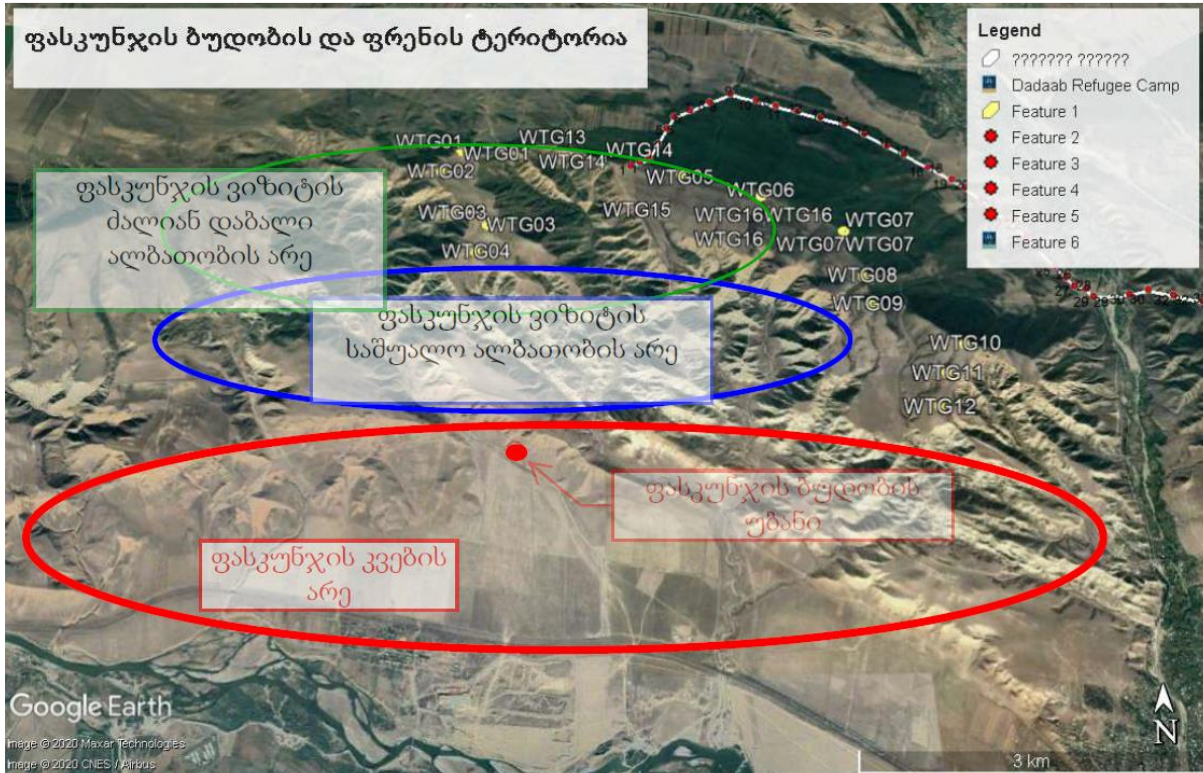 ფასკუნჯის ბუდობის და ფრენის ტერიტორია
Legend
??????? ??????
Dadaab Refugee Camp
Feature 1
Feature 2
Feature 3
Feature 4
Feature 5
Feature 6
WTG01
WTG01
WTG13
WTG02
WTG14
WTG14
WTG05
WTG06
WTG03
WTG03
WTG15
WTG16
WTG16
WTG16
WTG07
WTG07
WTG07
WTG04
WTG08
WTG09
WTG10
WTG11
WTG12
ფასკუნჯის ვიზიტის
ძალიან დაბალი
ალბათობის არე
ფასკუნჯის ვიზიტის
საშუალო ალბათობის არე
ფასკუნჯის ბუდობის
უბანი
ფასკუნჯის კვების
არე
Google Earth
Image © 2020 Maxar Technologies
Image © 2020 CNES / Airbus
3 km
N